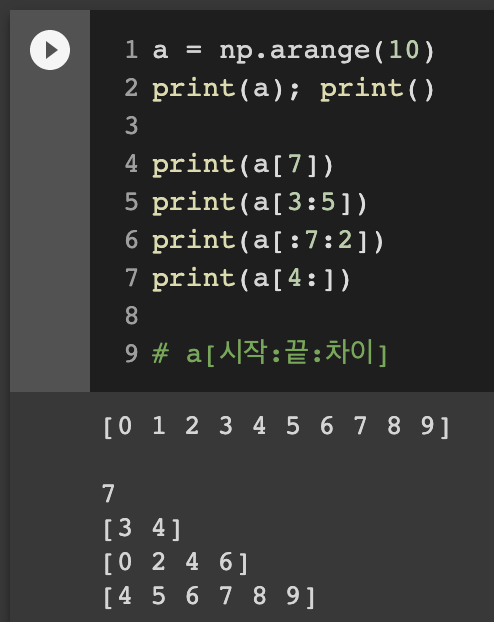 1 a = np.arange(10)
2 print(a); print()
3
4 print(a[7])
5 print(a[3:5])
6 print(a[:7:2])
7 print(a[4:])
8
9 # a[시작:끝:차이]
[0 1 2 3 4 5 6 7 8 9]
7
[3 4]
[0 2 4 6]
[4 5 6 7 8 9]